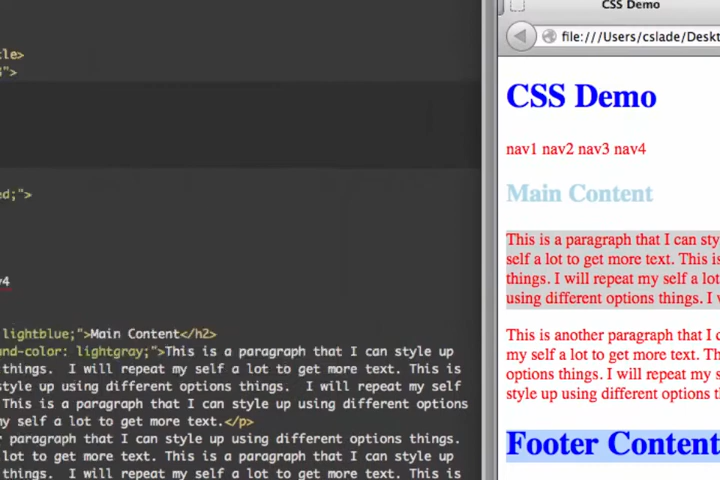 tle>
s">
ed;">
v4
lightblue;">Main Content</h2>
und-color: lightgray;">This is a paragraph that I can style up
things.  I will repeat my self a lot to get more text. This is
style up using different options things.  I will repeat my self
This is a paragraph that I can style up using different options
my self a lot to get more text.</p>
r paragraph that I can style up using different options things.
lot to get more text. This is a paragraph that I can style up
things.  I will repeat my self a lot to get more text. This is
CSS Demo
file:///Users/cslade/Deskt
CSS Demo
nav1 nav2 nav3 nav4
Main Content
This is a paragraph that I can sty
self a lot to get more text. This is
things. I will repeat my self a lot
using different options things. I
This is another paragraph that I c
my self a lot to get more text. Th
options things. I will repeat my s
style up using different options t
Footer Content